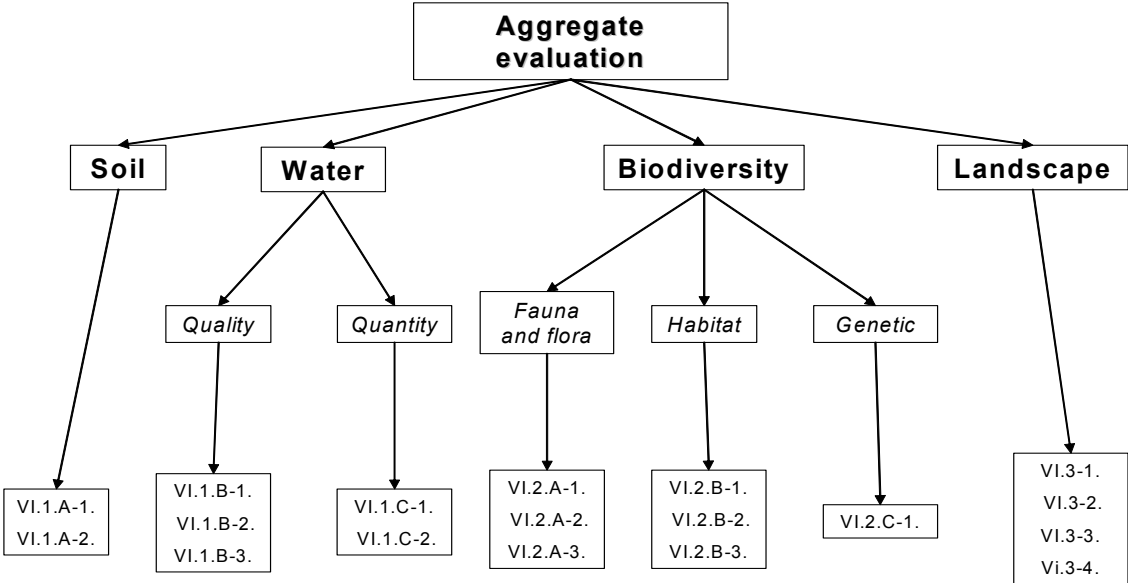 Aggregate
evaluation
Soil
Water
Biodiversity
Landscape
Quality
Quantity
Fauna
and flora
Habitat
Genetic
VI.1.A-1.
VI.1.A-2.
VI.1.B-1.
VI.1.B-2.
VI.1.B-3.
VI.1.C-1.
VI.1.C-2.
VI.2.A-1.
VI.2.A-2.
VI.2.A-3.
VI.2.B-1.
VI.2.B-2.
VI.2.B-3.
VI.2.C-1.
VI.3-1.
VI.3-2.
VI.3-3.
Vi.3-4.